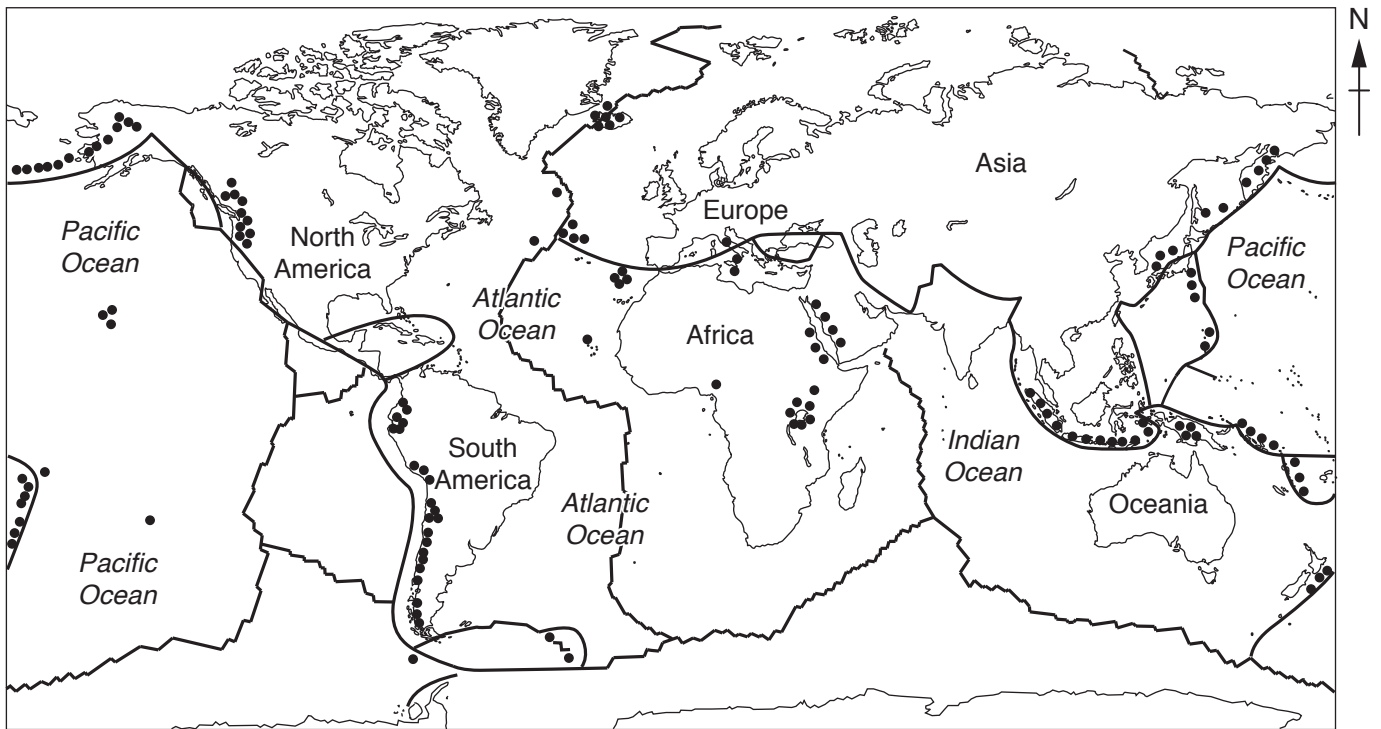 N
Asia
Europe
Pacific
Ocean
North
America
Pacific
Ocean
Atlantic
Ocean
Africa
South
America
Indian
Ocean
Oceania
Atlantic
Ocean
Pacific
Ocean